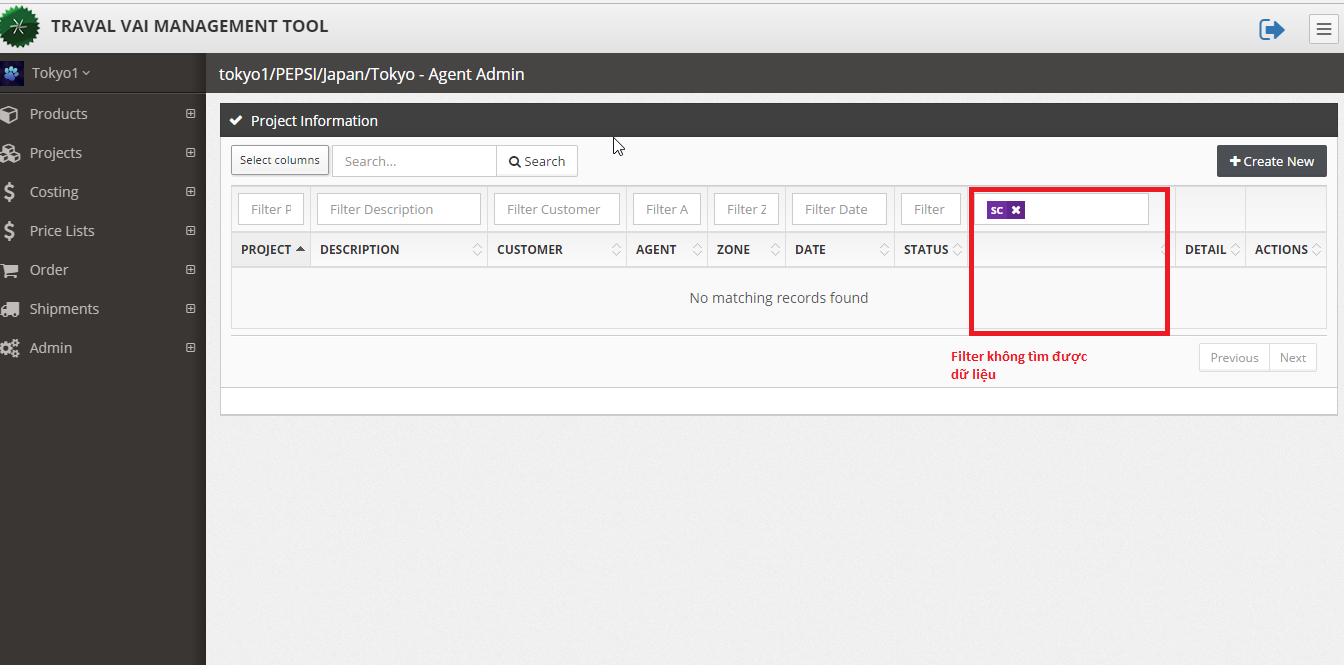 TRAVAL VAI MANAGEMENT TOOL
Tokyo1
tokyo1/PEPSI/Japan/Tokyo - Agent Admin
Products
Projects
Costing
Price Lists
Order
Shipments
Admin
Project Information
Select columns
Search...
Search
Create New
Filter P
Filter Description
Filter Customer
Filter A
Filter Z
Filter Date
Filter
sc
PROJECT
DESCRIPTION
CUSTOMER
AGENT
ZONE
DATE
STATUS
DETAIL
ACTIONS
No matching records found
Filter không tìm được
dữ liệu
Previous
Next